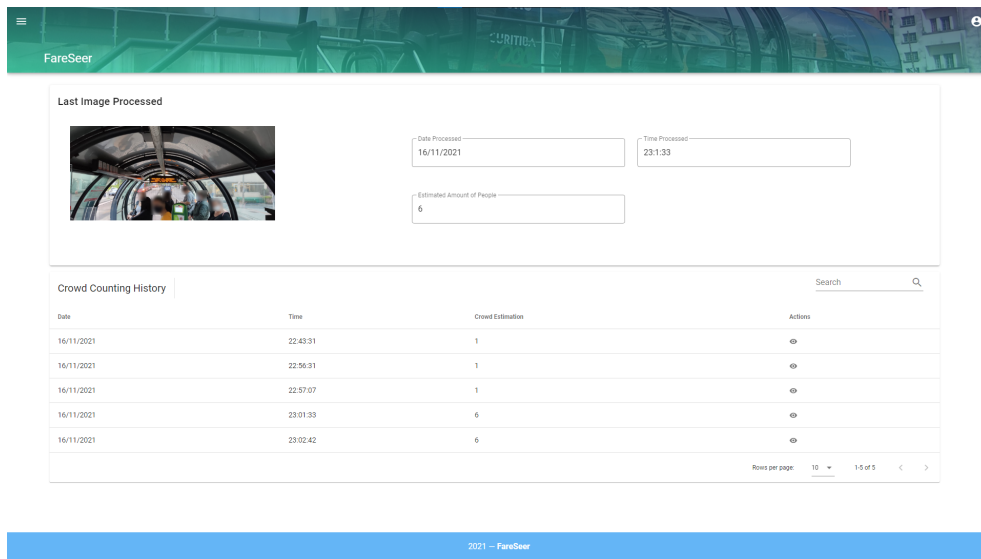 CURITIBA
FareSeer
Last Image Processed
Date Processed
16/11/2021
Time Processed
23:1:33
Estimated Amount of People
6
Crowd Counting History
Search
Date Time Crowd Estimation Actions
16/11/2021 22:43:31 1
16/11/2021 22:56:31 1
16/11/2021 22:57:07 1
16/11/2021 23:01:33 6
16/11/2021 23:02:42 6
Rows per page: 10 1-5 of 5
2021 — FareSeer